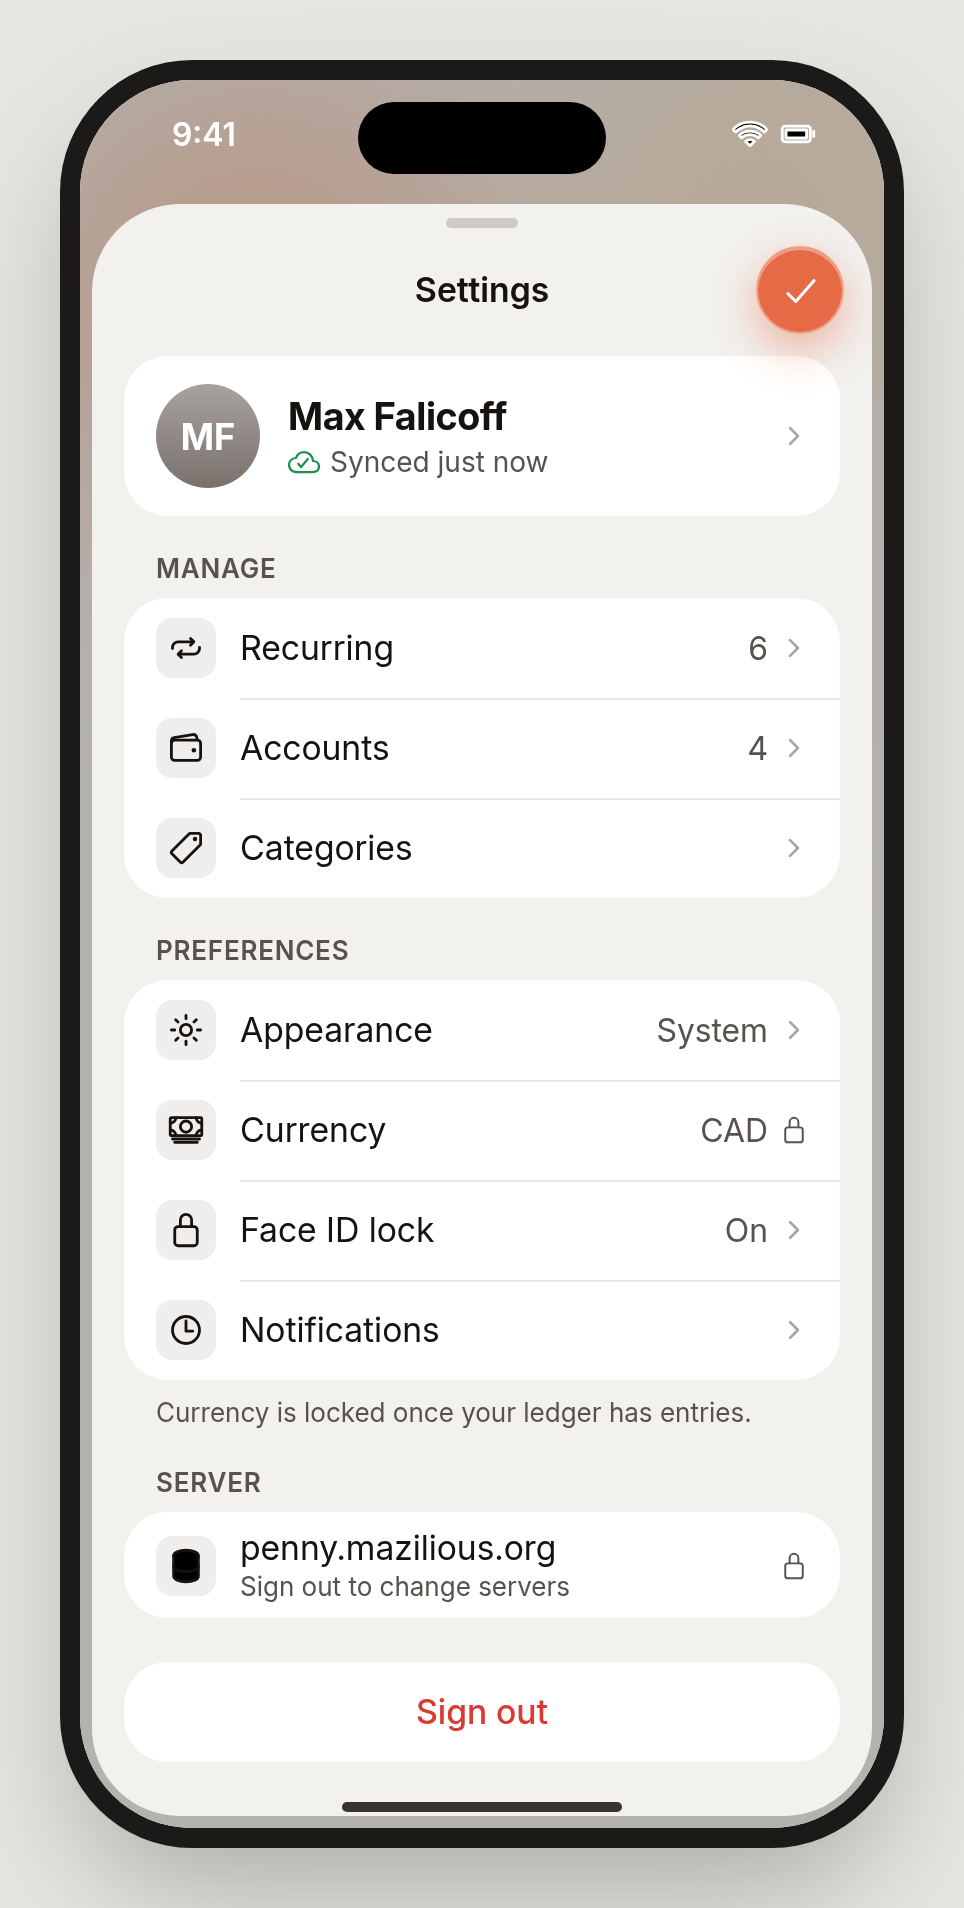 9:41
Settings
MF
Max Falicoff
Synced just now
MANAGE
Recurring 6
Accounts 4
Categories
PREFERENCES
Appearance System
Currency CAD
Face ID lock On
Notifications
Currency is locked once your ledger has entries.
SERVER
penny.mazilious.org
Sign out to change servers
Sign out